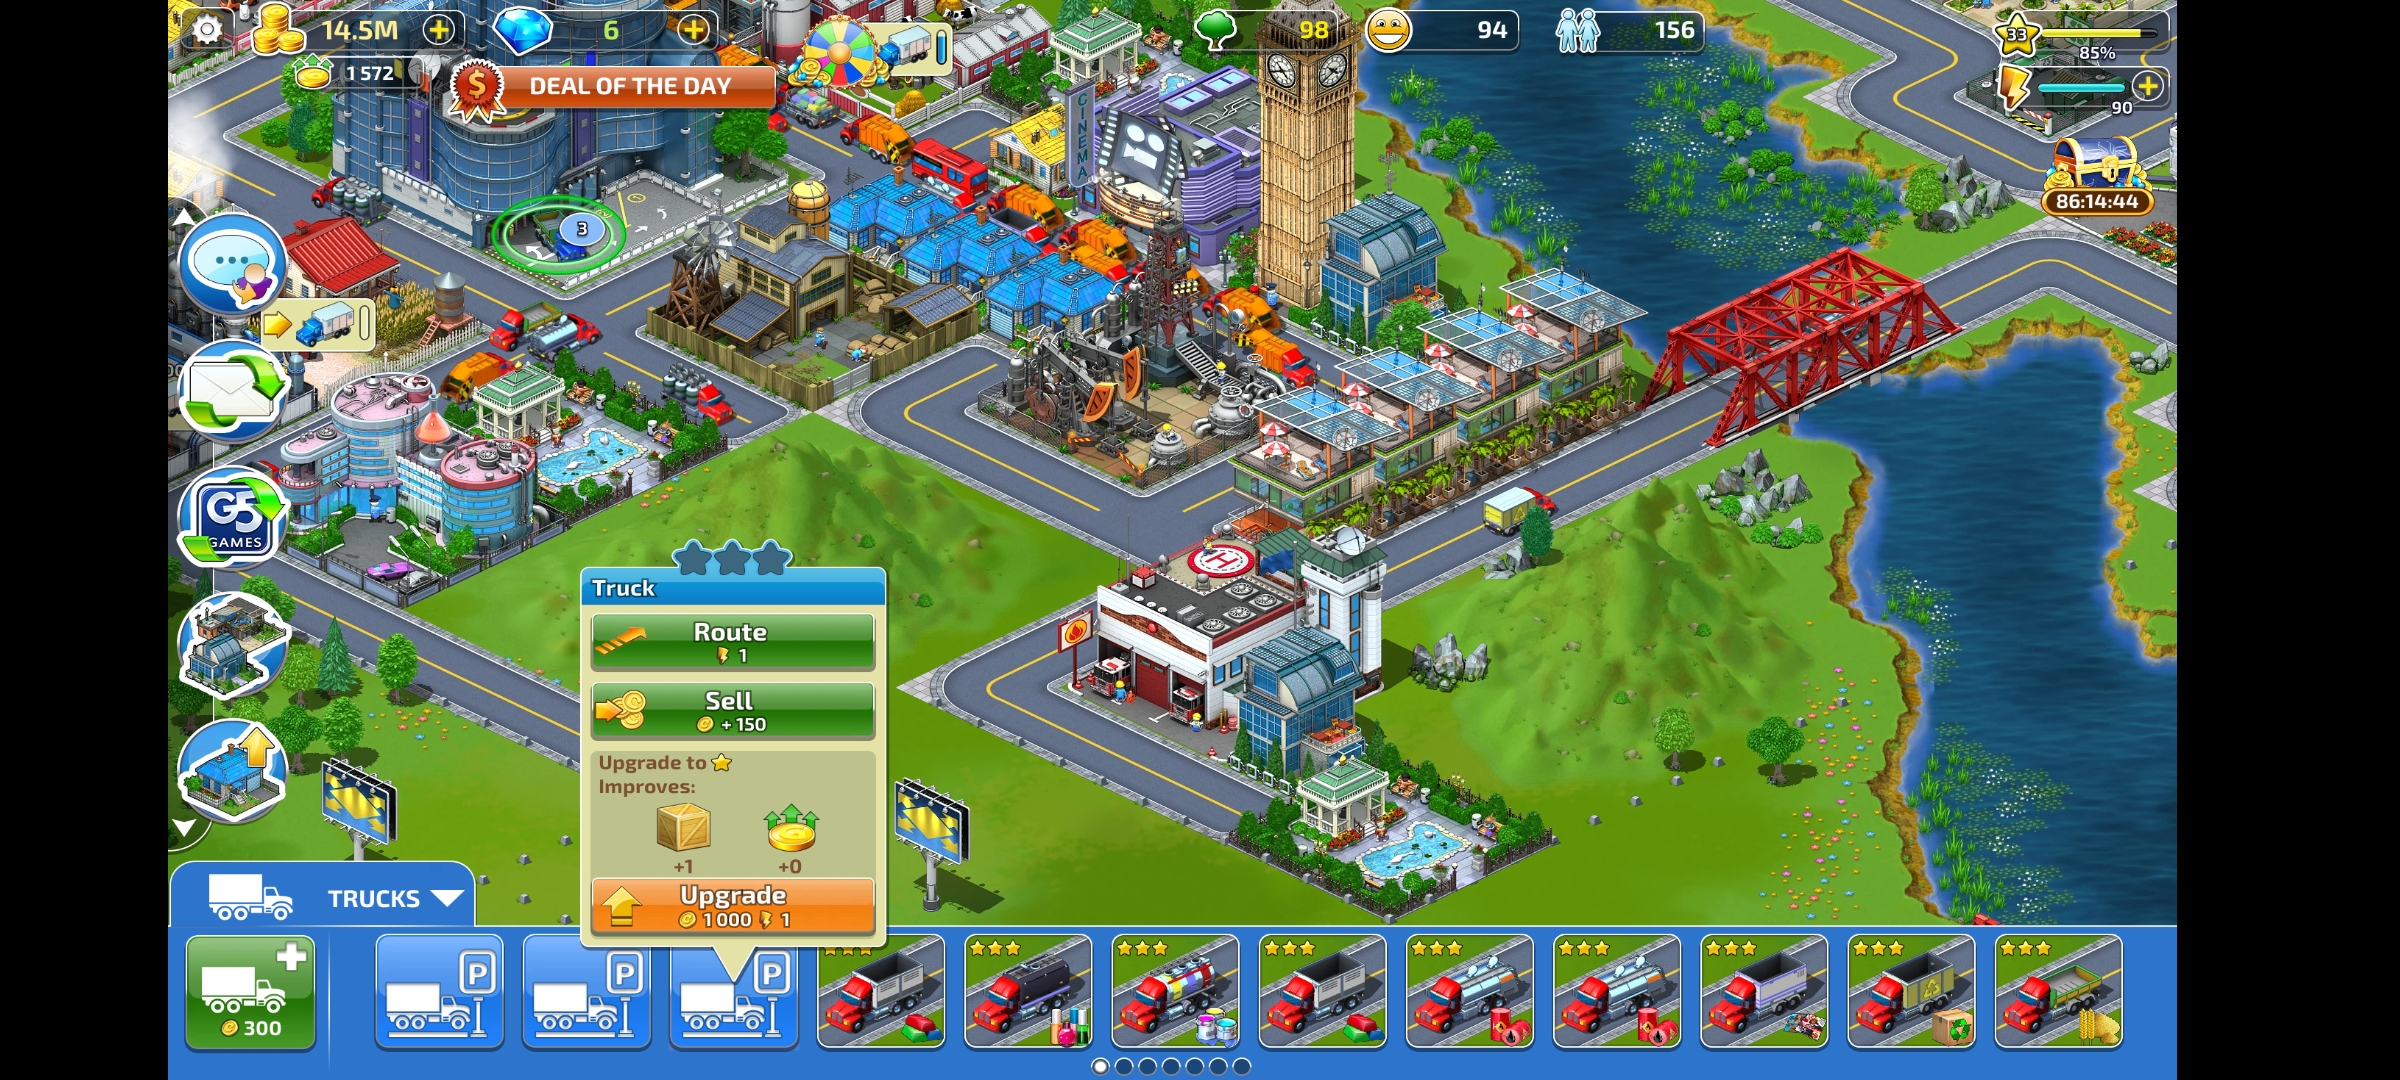 14.5M
6
98
94
156
33
85%
1 572
DEAL OF THE DAY
90
86:14:44
CINEMA
3
H
G5
GAMES
Truck
Route
1
Sell
+ 150
Upgrade to
Improves:
+1
+0
Upgrade
1 000 1
TRUCKS
300
P
P
P